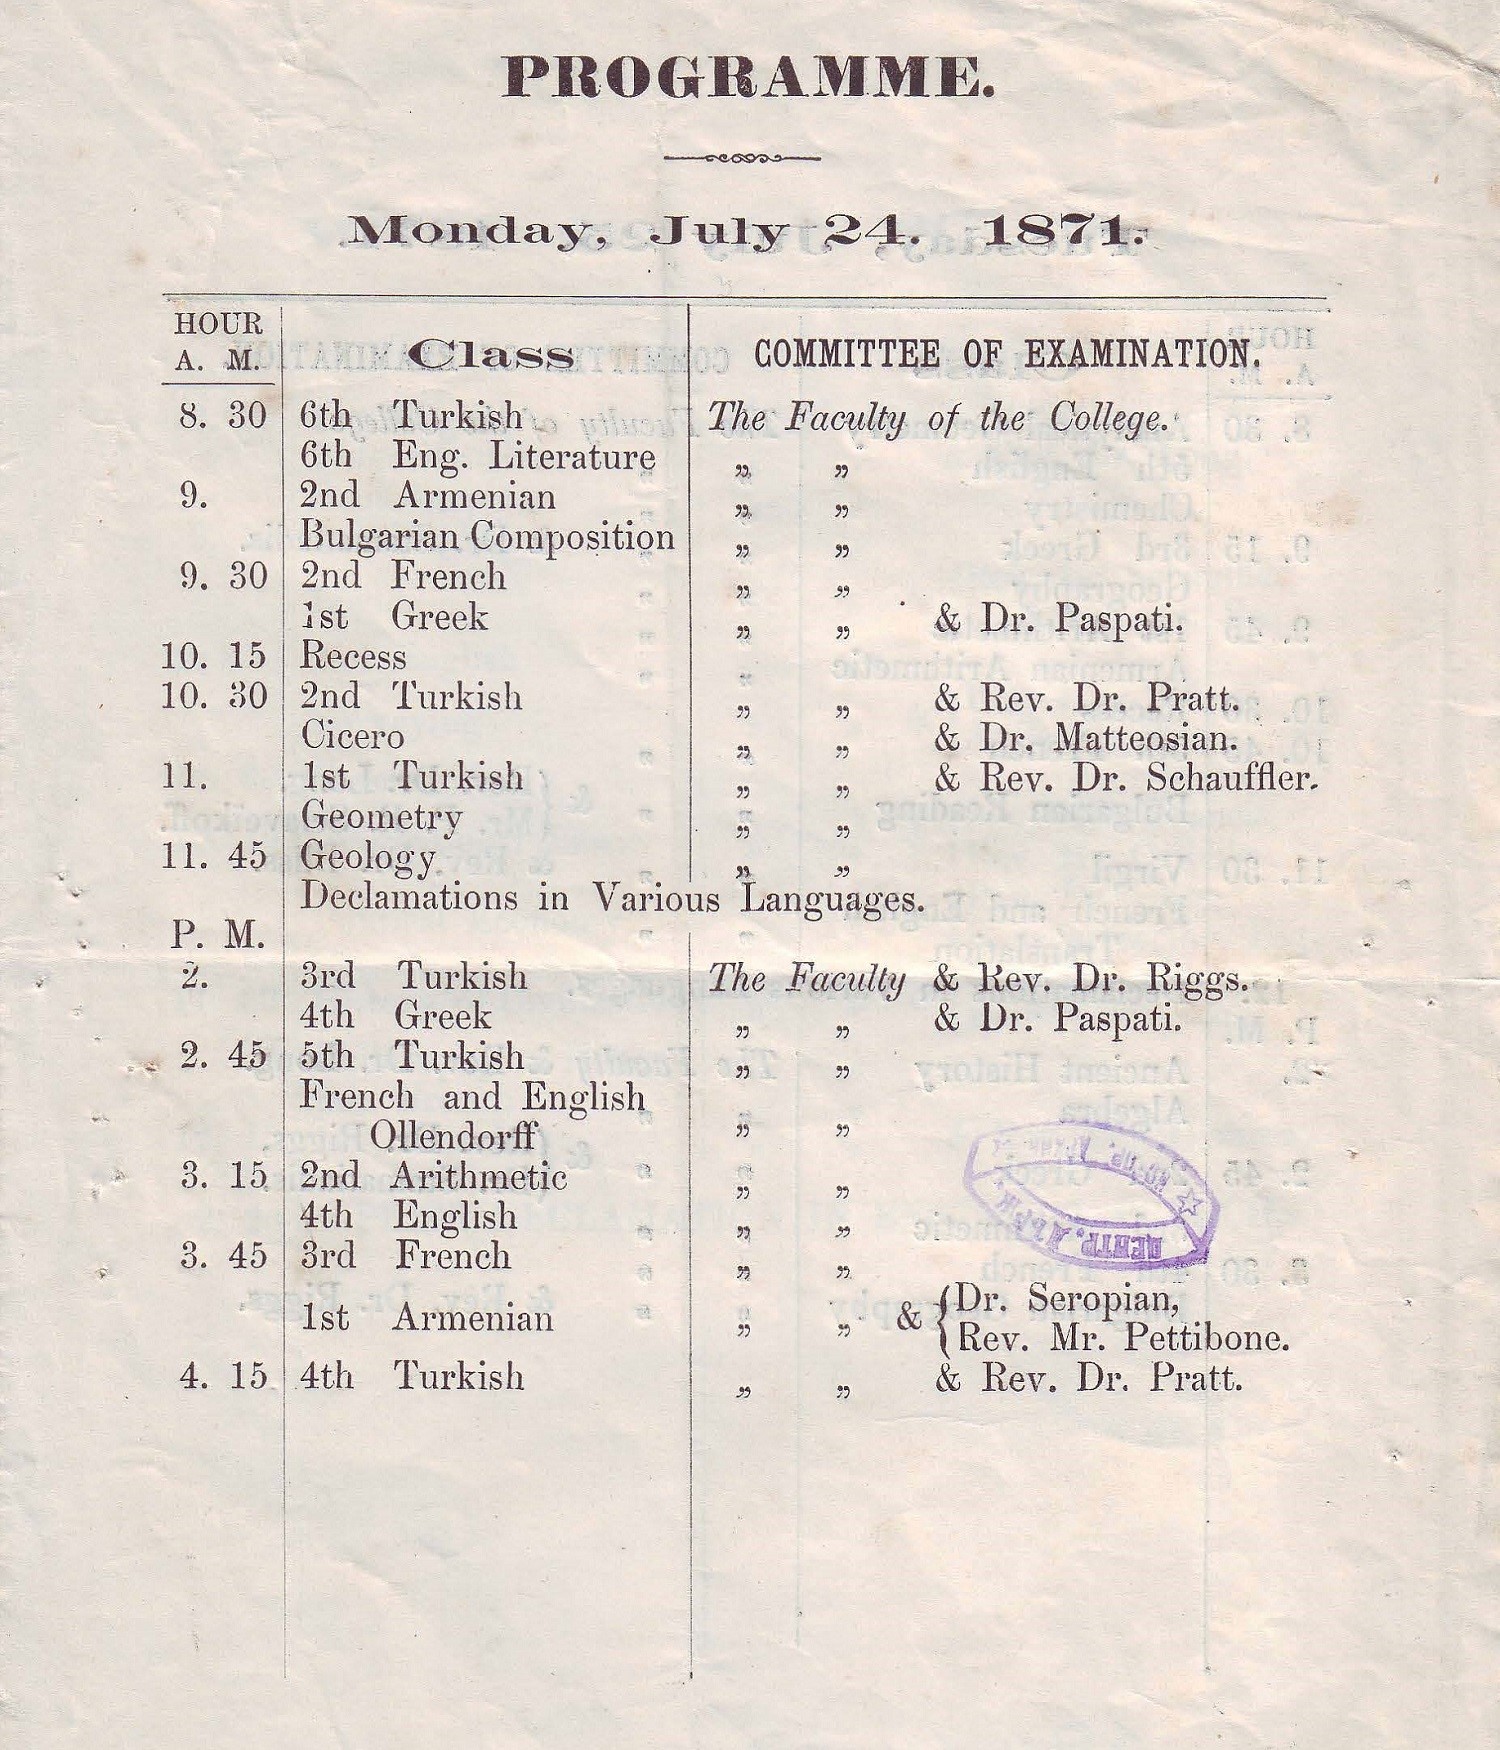 PROGRAMME.
Monday, July 24. 1871.
HOUR
A. M. Class COMMITTEE OF EXAMINATION.
8. 30 6th Turkish The Faculty of the College.
6th Eng. Literature „ „
9. 2nd Armenian „ „
Bulgarian Composition „ „
9. 30 2nd French „ „
1st Greek „ „ & Dr. Paspati.
10. 15 Recess
10. 30 2nd Turkish „ „ & Rev. Dr. Pratt.
Cicero „ „ & Dr. Matteosian.
11. 1st Turkish „ „ & Rev. Dr. Schauffler.
Geometry „ „
11. 45 Geology „ „
Declamations in Various Languages.
P. M.
2. 3rd Turkish The Faculty & Rev. Dr. Riggs.
4th Greek „ „ & Dr. Paspati.
2. 45 5th Turkish „ „
French and English
Ollendorff „ „
3. 15 2nd Arithmetic „ „
4th English „ „
3. 45 3rd French „ „
1st Armenian „ „ & { Dr. Seropian,
Rev. Mr. Pettibone.
4. 15 4th Turkish „ „ & Rev. Dr. Pratt.
ЦЕНТР. ДЪРЖ.